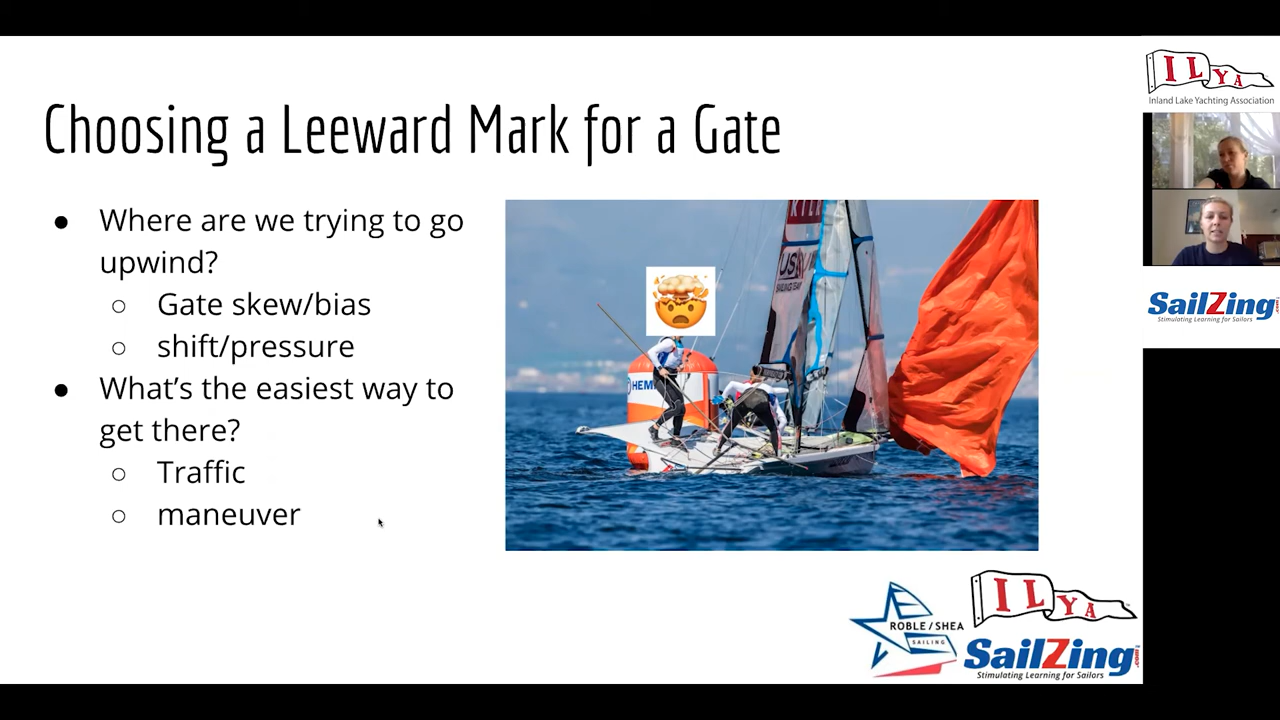 Choosing a Leeward Mark for a Gate
● Where are we trying to go
upwind?
○ Gate skew/bias
○ shift/pressure
● What's the easiest way to
get there?
○ Traffic
○ maneuver
HEM
ROBLE / SHEA
SAILING
ILYA
SailZing
Stimulating Learning for Sailors
ILYA
Inland Lake Yachting Association
SailZing
Stimulating Learning for Sailors